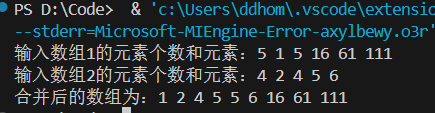 PS D:\Code>  & 'c:\Users\ddhom\.vscode\extensio
--stderr=Microsoft-MIEngine-Error-axylbewy.o3r'
输入数组1的元素个数和元素：5 1 5 16 61 111
输入数组2的元素个数和元素：4 2 4 5 6
合并后的数组为：1 2 4 5 5 6 16 61 111